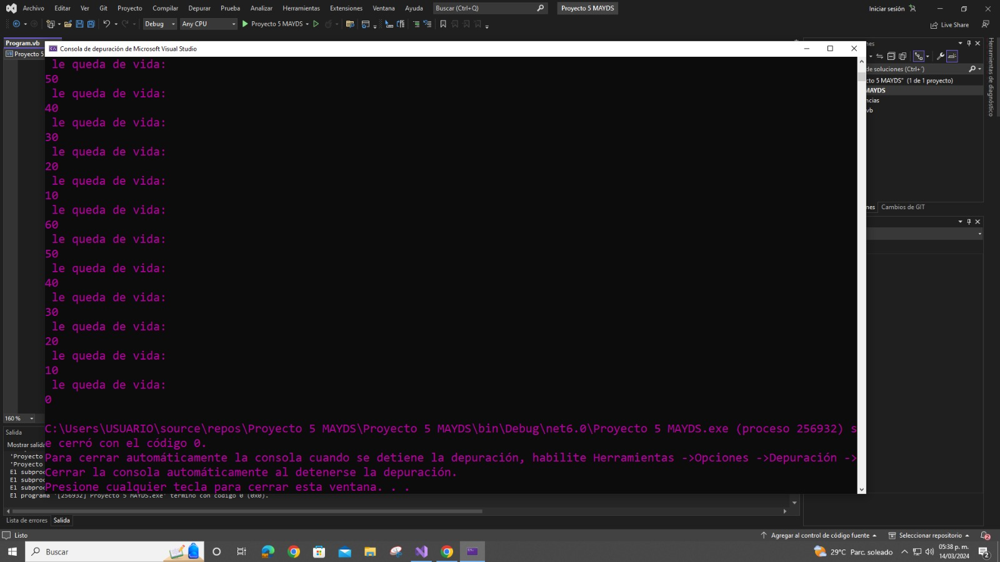 Archivo Editar Ver Git Proyecto Compilar Depurar Prueba Analizar Herramientas Extensiones Ventana Ayuda Buscar (Ctrl+Q) Proyecto 5 MAYDS Iniciar sesión
Debug Any CPU Proyecto 5 MAYDS Live Share
Program.vb
Consola de depuración de Microsoft Visual Studio
nes
VB Proyecto 5
de soluciones (Ctrl+´)
cto 5 MAYDS" (1 de 1 proyecto)
MAYDS
ncias
vb
Herramientas de diagnóstico
nes Cambios de GIT
le queda de vida:
50
le queda de vida:
40
le queda de vida:
30
le queda de vida:
20
le queda de vida:
10
le queda de vida:
60
le queda de vida:
50
le queda de vida:
40
le queda de vida:
30
le queda de vida:
20
le queda de vida:
10
le queda de vida:
0
C:\Users\USUARIO\source\repos\Proyecto 5 MAYDS\Proyecto 5 MAYDS\bin\Debug\net6.0\Proyecto 5 MAYDS.exe (proceso 256932) s
e cerró con el código 0.
Para cerrar automáticamente la consola cuando se detiene la depuración, habilite Herramientas ->Opciones ->Depuración ->
Cerrar la consola automáticamente al detenerse la depuración.
Presione cualquier tecla para cerrar esta ventana. . .
160 %
Salida
Mostrar salida
'Proyecto
'Proyecto
El subproc
El subproc
El subproc
El programa '[256932] Proyecto 5 MAYDS.exe' terminó con código 0 (0x0).
Lista de errores Salida
Listo Agregar al control de código fuente Seleccionar repositorio 2
Buscar 29°C Parc. soleado 05:38 p. m.
14/03/2024 2